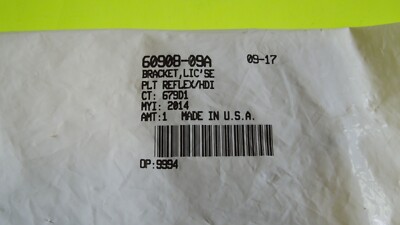 60908-09A 09-17
BRACKET,LIC'SE
PLT REFLEX/HDI
CT: 679D1
MYI: 2014
AMT:1 MADE IN U.S.A.
DP:9994